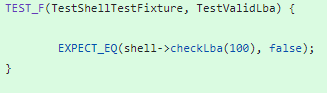 TEST_F(TestShellTestFixture, TestValidLba) {
EXPECT_EQ(shell->checkLba(100), false);
}